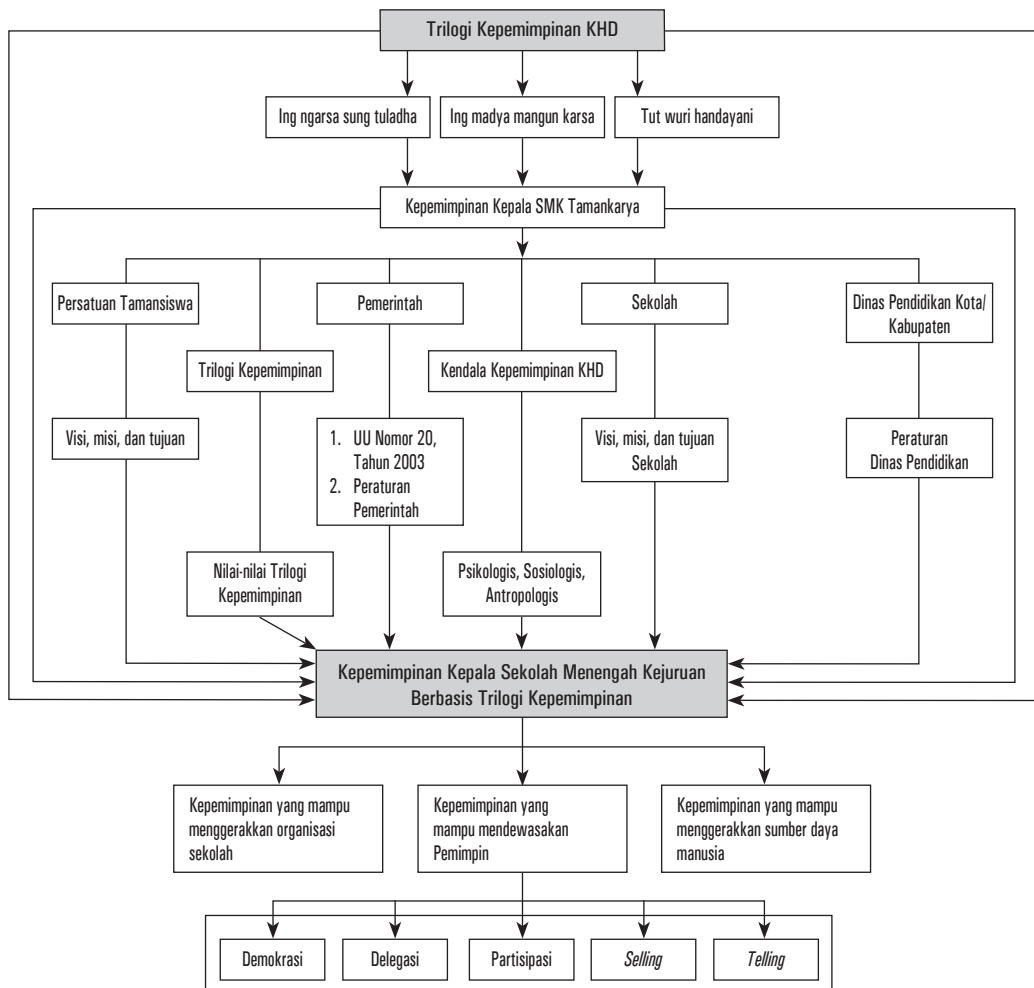 Trilogi Kepemimpinan KHD
Ing ngarsa sung tuladha
Ing madya mangun karsa
Tut wuri handayani
Kepemimpinan Kepala SMK Tamankarya
Persatuan Tamansiswa
Pemerintah
Sekolah
Dinas Pendidikan Kota/
Kabupaten
Trilogi Kepemimpinan
Kendala Kepemimpinan KHD
Visi, misi, dan tujuan
1. UU Nomor 20,
Tahun 2003
2. Peraturan
Pemerintah
Visi, misi, dan tujuan
Sekolah
Peraturan
Dinas Pendidikan
Nilai-nilai Trilogi
Kepemimpinan
Psikologis, Sosiologis,
Antropologis
Kepemimpinan Kepala Sekolah Menengah Kejuruan
Berbasis Trilogi Kepemimpinan
Kepemimpinan yang mampu
menggerakkan organisasi
sekolah
Kepemimpinan yang
mampu mendewasakan
Pemimpin
Kepemimpinan yang mampu
menggerakkan sumber daya
manusia
Demokrasi
Delegasi
Partisipasi
Selling
Telling